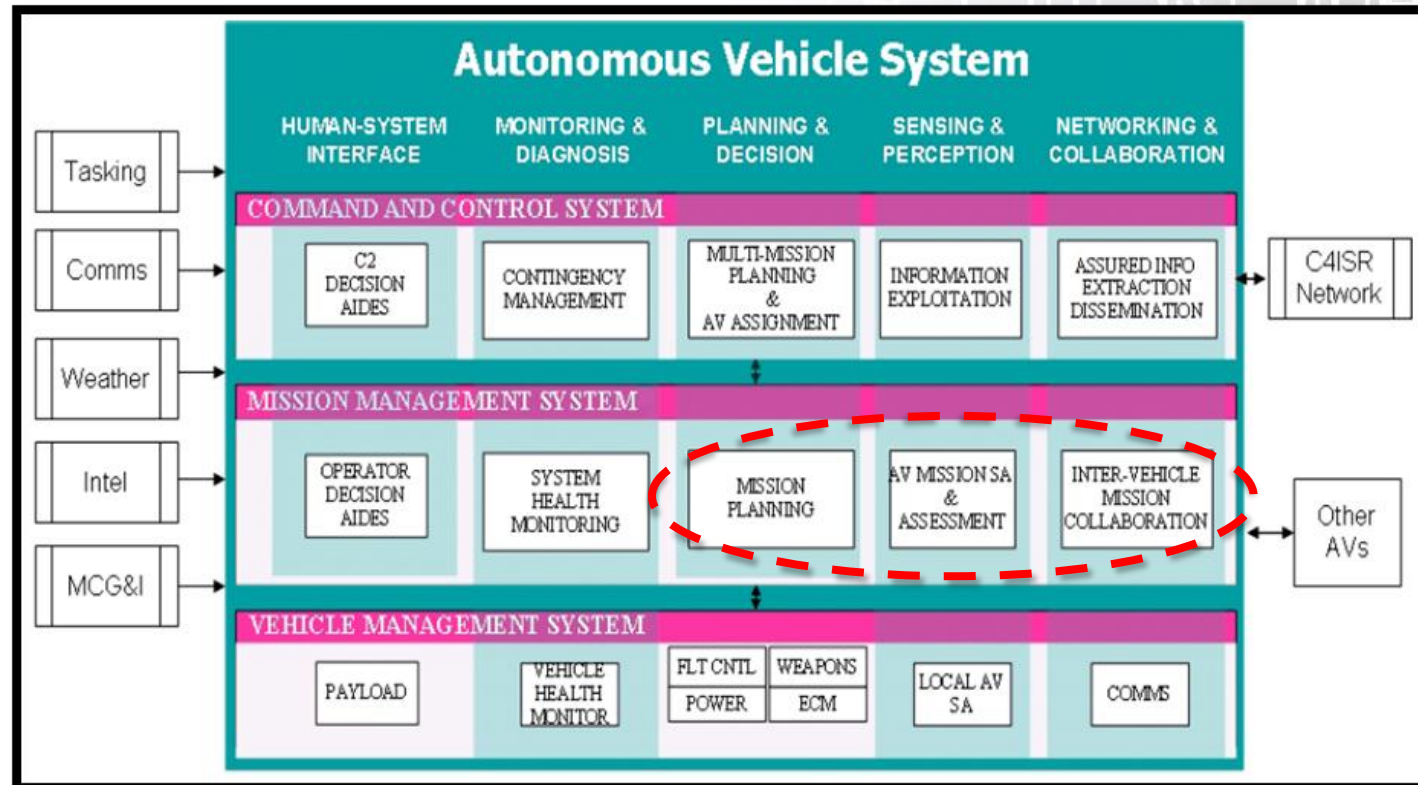 Autonomous Vehicle System
HUMAN-SYSTEM
INTERFACE
MONITORING &
DIAGNOSIS
PLANNING &
DECISION
SENSING &
PERCEPTION
NETWORKING &
COLLABORATION
Tasking
Comms
Weather
Intel
MCG&I
COMMAND AND CONTROL SYSTEM
C2
DECISION
AIDES
CONTINGENCY
MANAGEMENT
MULTI-MISSION
PLANNING
&
AV ASSIGNMENT
INFORMATION
EXPLOITATION
ASSURED INFO
EXTRACTION
DISSEMINATION
C4ISR
Network
MISSION MANAGEMENT SYSTEM
OPERATOR
DECISION
AIDES
SYSTEM
HEALTH
MONITORING
MISSION
PLANNING
AV MISSION SA
&
ASSESSMENT
INTER-VEHICLE
MISSION
COLLABORATION
Other
AVs
VEHICLE MANAGEMENT SYSTEM
PAYLOAD
VEHICLE
HEALTH
MONITOR
FLT CNTL
WEAPONS
POWER
ECM
LOCAL AV
SA
COMMS